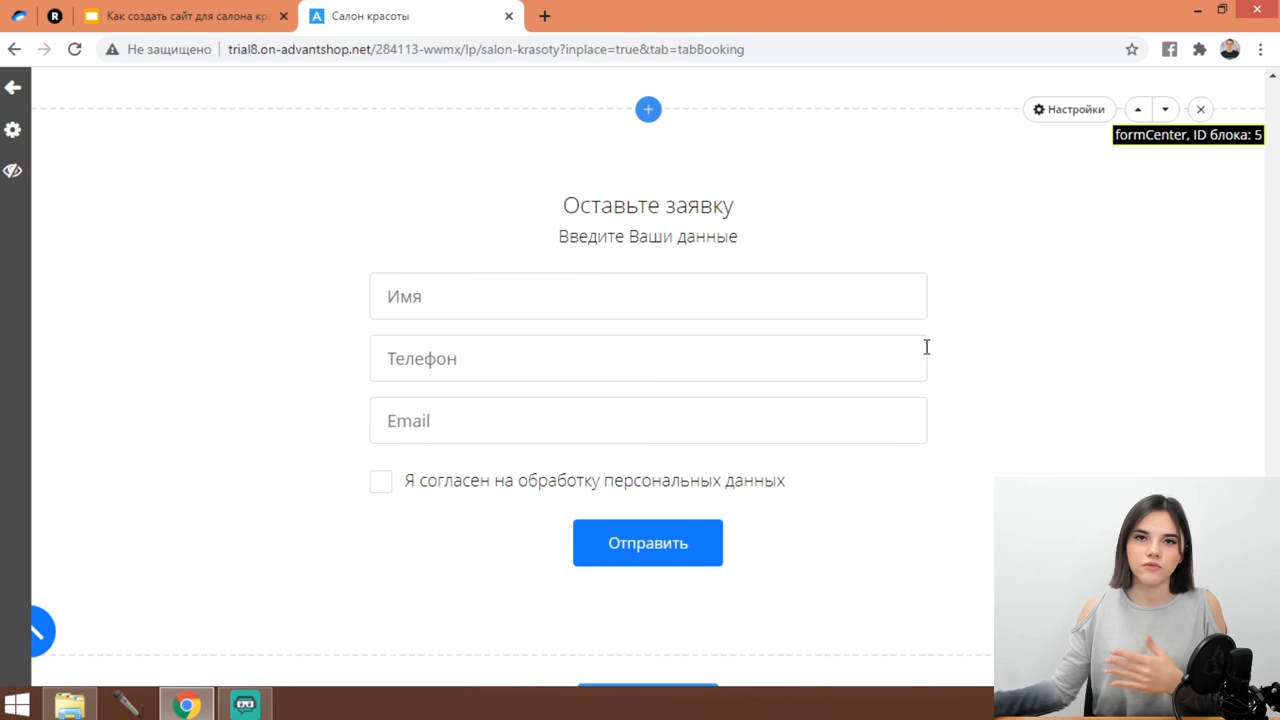 Как создать сайт для салона кра
Салон красоты
Не защищено
trial8.on-advantshop.net/284113-wwmx/lp/salon-krasoty?inplace=true&tab=tabBooking
Настройки
formCenter, ID блока: 5
Оставьте заявку
Введите Ваши данные
Имя
Телефон
Email
Я согласен на обработку персональных данных
Отправить